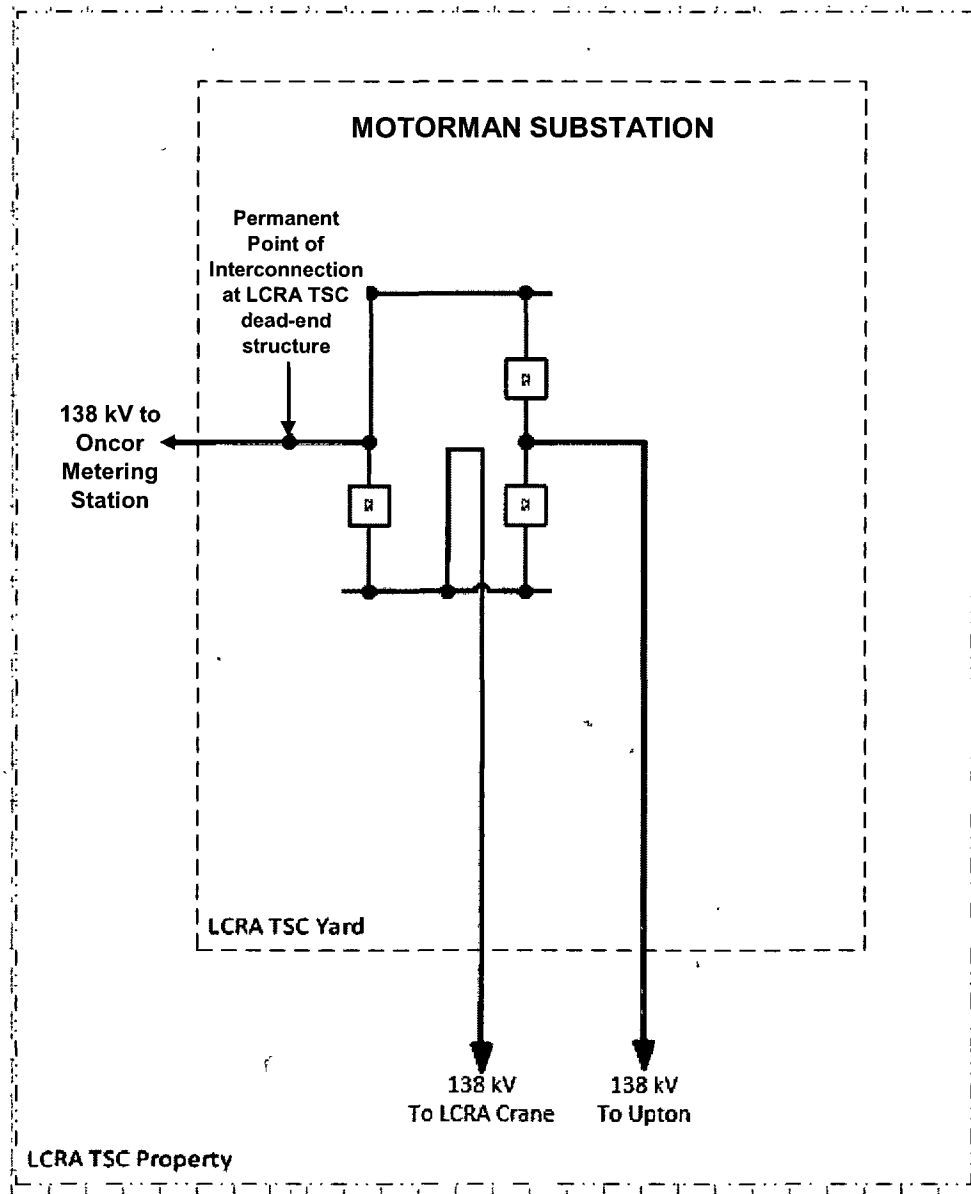 MOTORMAN SUBSTATION
Permanent
Point of
Interconnection
at LCRA TSC
dead-end
structure
138 kV to
Oncor
Metering
Station
LCRA TSC Yard
138 kV
To LCRA Crane
138 kV
To Upton
LCRA TSC Property